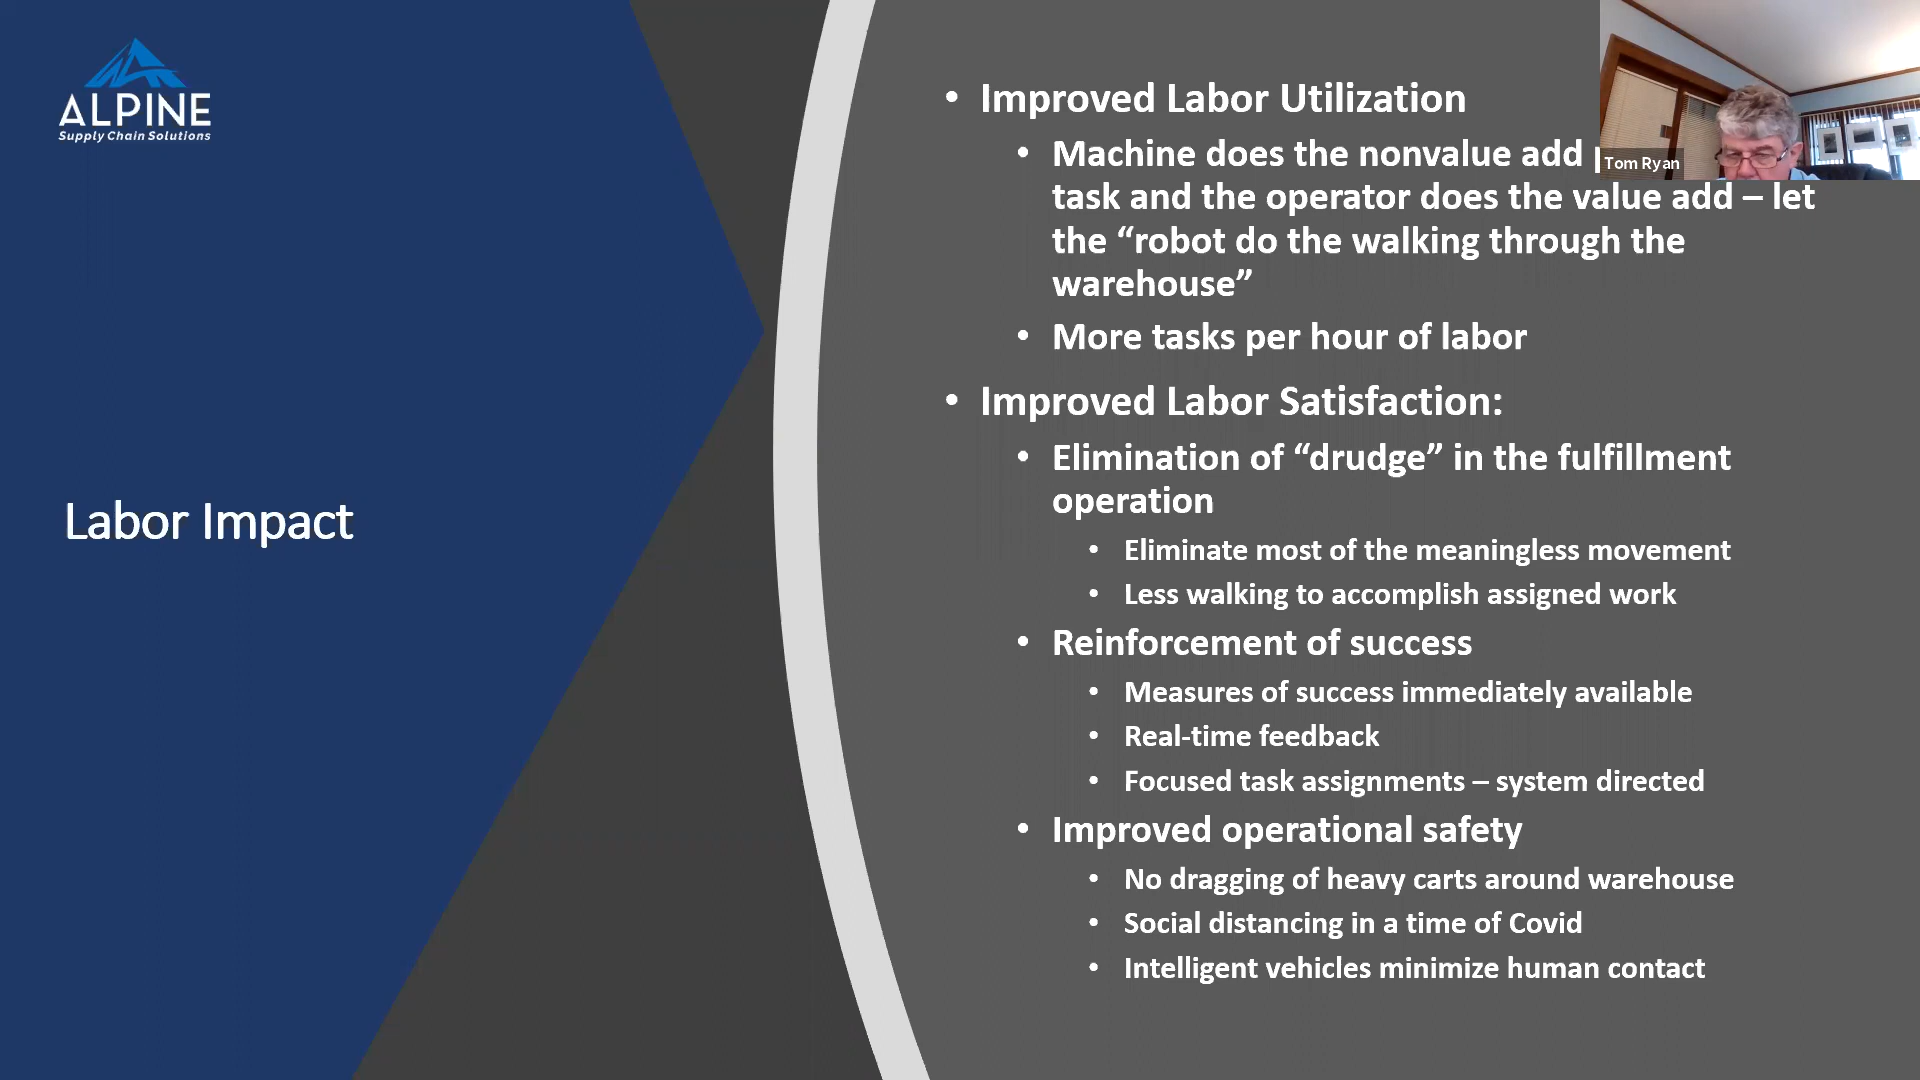 ALPINE
Supply Chain Solutions
Labor Impact
• Improved Labor Utilization
• Machine does the nonvalue add
task and the operator does the value add – let
the “robot do the walking through the
warehouse”
• More tasks per hour of labor
• Improved Labor Satisfaction:
• Elimination of “drudge” in the fulfillment
operation
• Eliminate most of the meaningless movement
• Less walking to accomplish assigned work
• Reinforcement of success
• Measures of success immediately available
• Real-time feedback
• Focused task assignments – system directed
• Improved operational safety
• No dragging of heavy carts around warehouse
• Social distancing in a time of Covid
• Intelligent vehicles minimize human contact
Tom Ryan